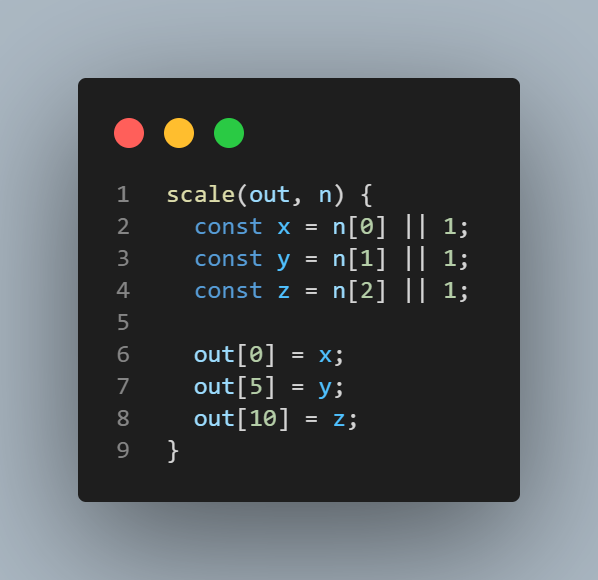 1 scale(out, n) {
2 const x = n[0] || 1;
3 const y = n[1] || 1;
4 const z = n[2] || 1;
5
6 out[0] = x;
7 out[5] = y;
8 out[10] = z;
9 }